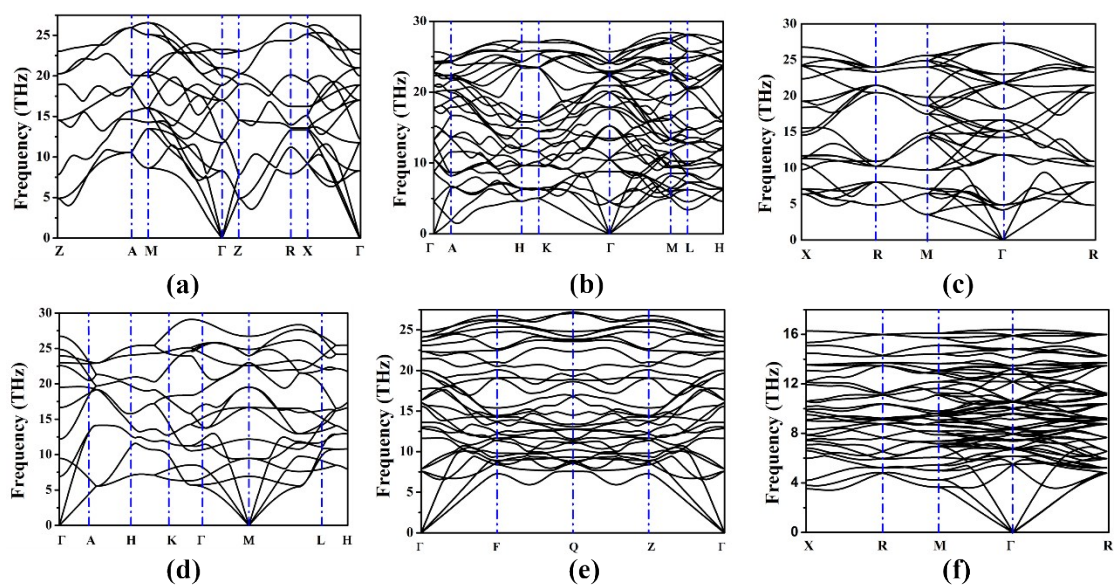 Frequency (THz)
25
20
15
10
5
0
Z A M Γ Z R X Γ
(a)
Frequency (THz)
30
20
10
0
Γ A H K Γ M L H
(b)
Frequency (THz)
30
25
20
15
10
5
0
X R M Γ R
(c)
Frequency (THz)
30
25
20
15
10
5
0
Γ A H K Γ M L H
(d)
Frequency (THz)
25
20
15
10
5
0
Γ F Q Z Γ
(e)
Frequency (THz)
16
12
8
4
0
X R M Γ R
(f)